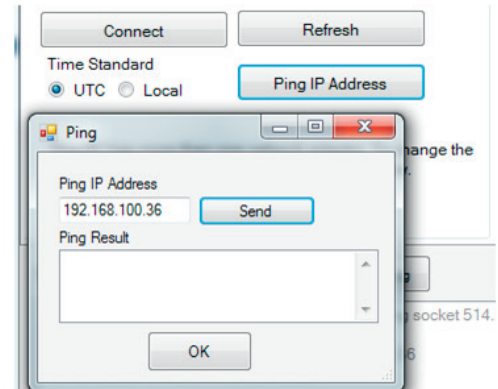 Connect Refresh
Time Standard
UTC Local Ping IP Address
Ping
hange the
Ping IP Address
192.168.100.36 Send
Ping Result
socket 514.
OK